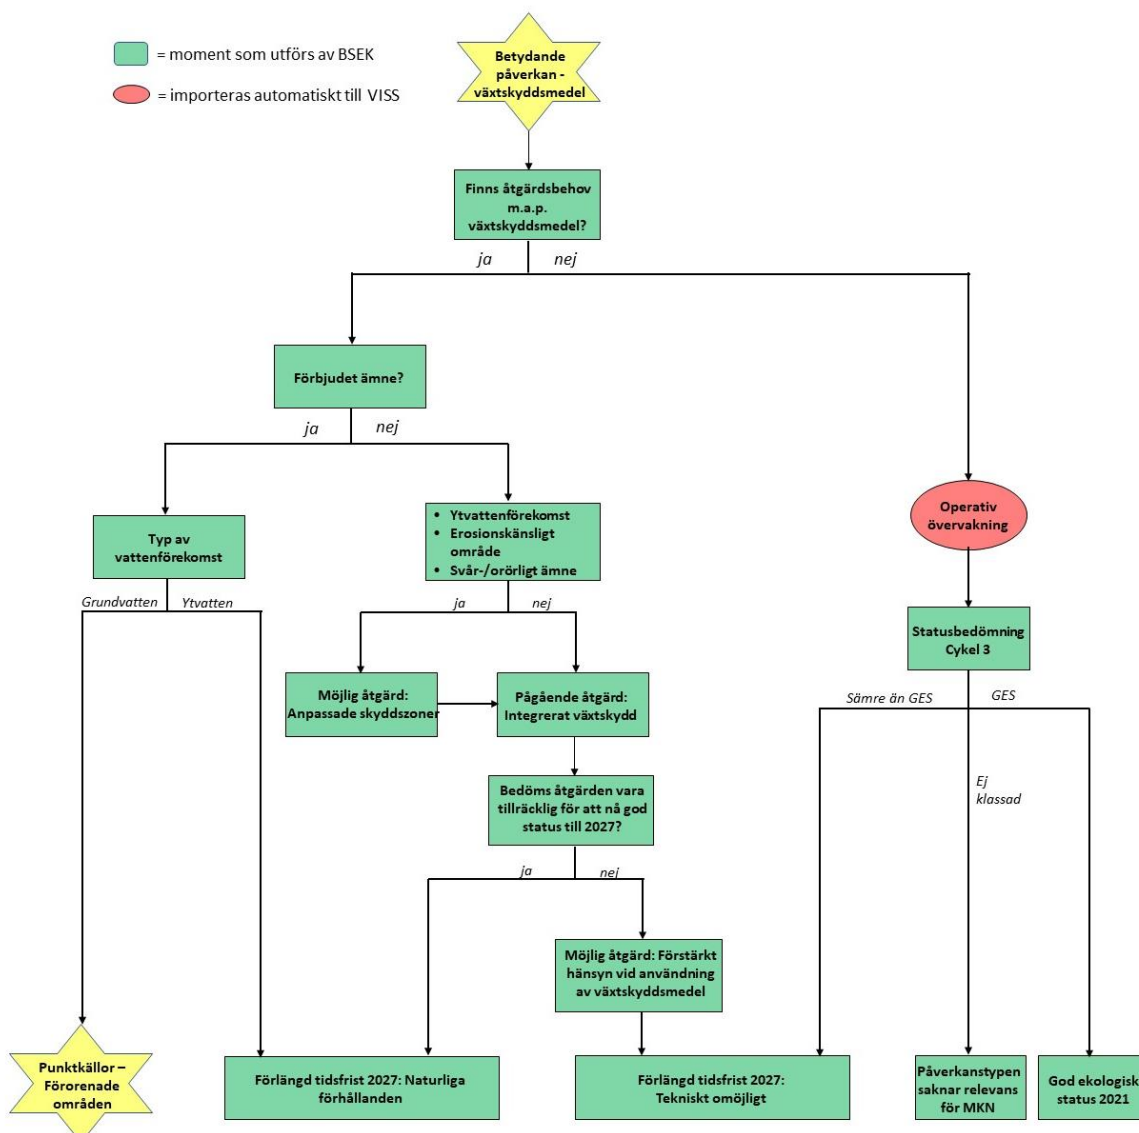 = moment som utförs av BSEK
= importeras automatiskt till VISS
Betydande
påverkan -
växtskyddsmedel
Finns åtgärdsbehov
m.a.p.
växtskyddsmedel?
ja
nej
Förbjudet ämne?
ja
nej
Typ av
vattenförekomst
• Ytvattenförekomst
• Erosionskänsligt
område
• Svår-/orörligt ämne
Operativ
övervakning
Grundvatten
Ytvatten
ja
nej
Statusbedömning
Cykel 3
Möjlig åtgärd:
Anpassade skyddszoner
Pågående åtgärd:
Integrerat växtskydd
Sämre än GES
GES
Ej
klassad
Bedöms åtgärden vara
tillräcklig för att nå god
status till 2027?
ja
nej
Möjlig åtgärd: Förstärkt
hänsyn vid användning
av växtskyddsmedel
Punktkällor –
Förorenade
områden
Förlängd tidsfrist 2027: Naturliga
förhållanden
Förlängd tidsfrist 2027:
Tekniskt omöjligt
Påverkanstypen
saknar relevans
för MKN
God ekologisk
status 2021